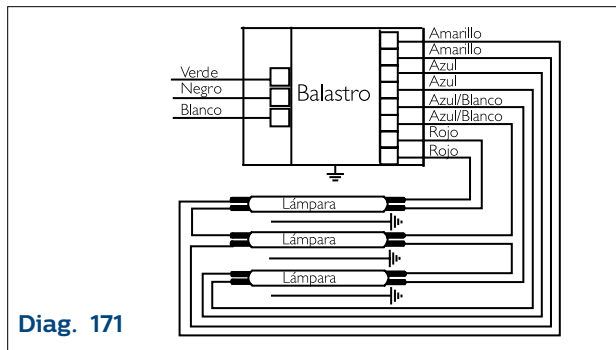 Amarillo
Amarillo
Azul
Azul
Azul/Blanco
Azul/Blanco
Rojo
Rojo
Verde
Negro
Blanco
Balastro
Lámpara
Lámpara
Lámpara
Diag. 171